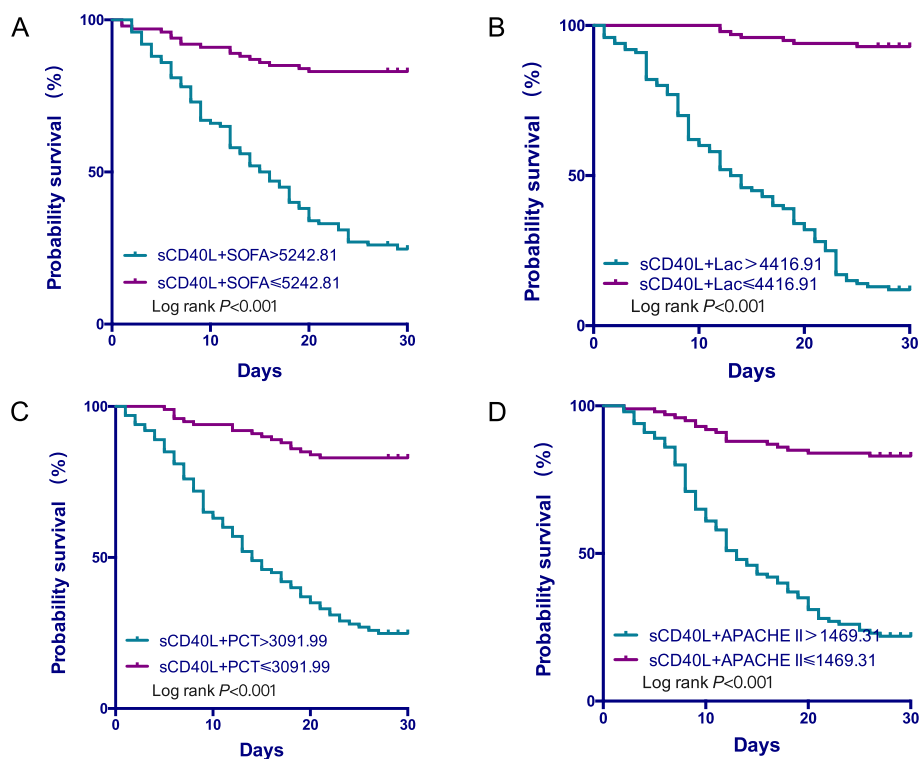 A
Probability survival (%)
100
50
0
sCD40L+SOFA>5242.81
sCD40L+SOFA≤5242.81
Log rank P<0.001
0 10 20 30
Days
B
Probability survival (%)
100
50
0
sCD40L+Lac>4416.91
sCD40L+Lac≤4416.91
Log rank P<0.001
0 10 20 30
Days
C
Probability survival (%)
100
50
0
sCD40L+PCT>3091.99
sCD40L+PCT≤3091.99
Log rank P<0.001
0 10 20 30
Days
D
Probability survival (%)
100
50
0
sCD40L+APACHE II>1469.31
sCD40L+APACHE II≤1469.31
Log rank P<0.001
0 10 20 30
Days